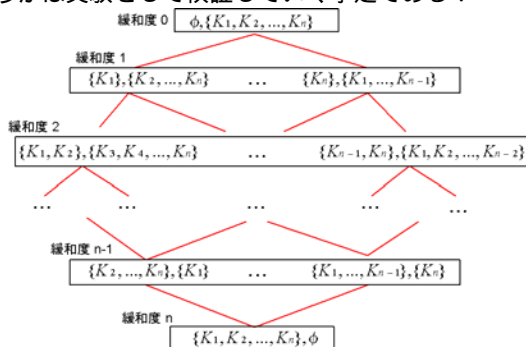 緩和度 0
φ,{K1,K2,...,Kn}
緩和度 1
{K1},{K2,...,Kn} ... {Kn},{K1,...,Kn-1}
緩和度 2
{K1,K2},{K3,K4,...,Kn} ... {Kn-1,Kn},{K1,K2,...,Kn-2}
... ... ... ... ...
緩和度 n-1
{K2,...,Kn},{K1} ... {K1,...,Kn-1},{Kn}
緩和度 n
{K1,K2,...,Kn},φ